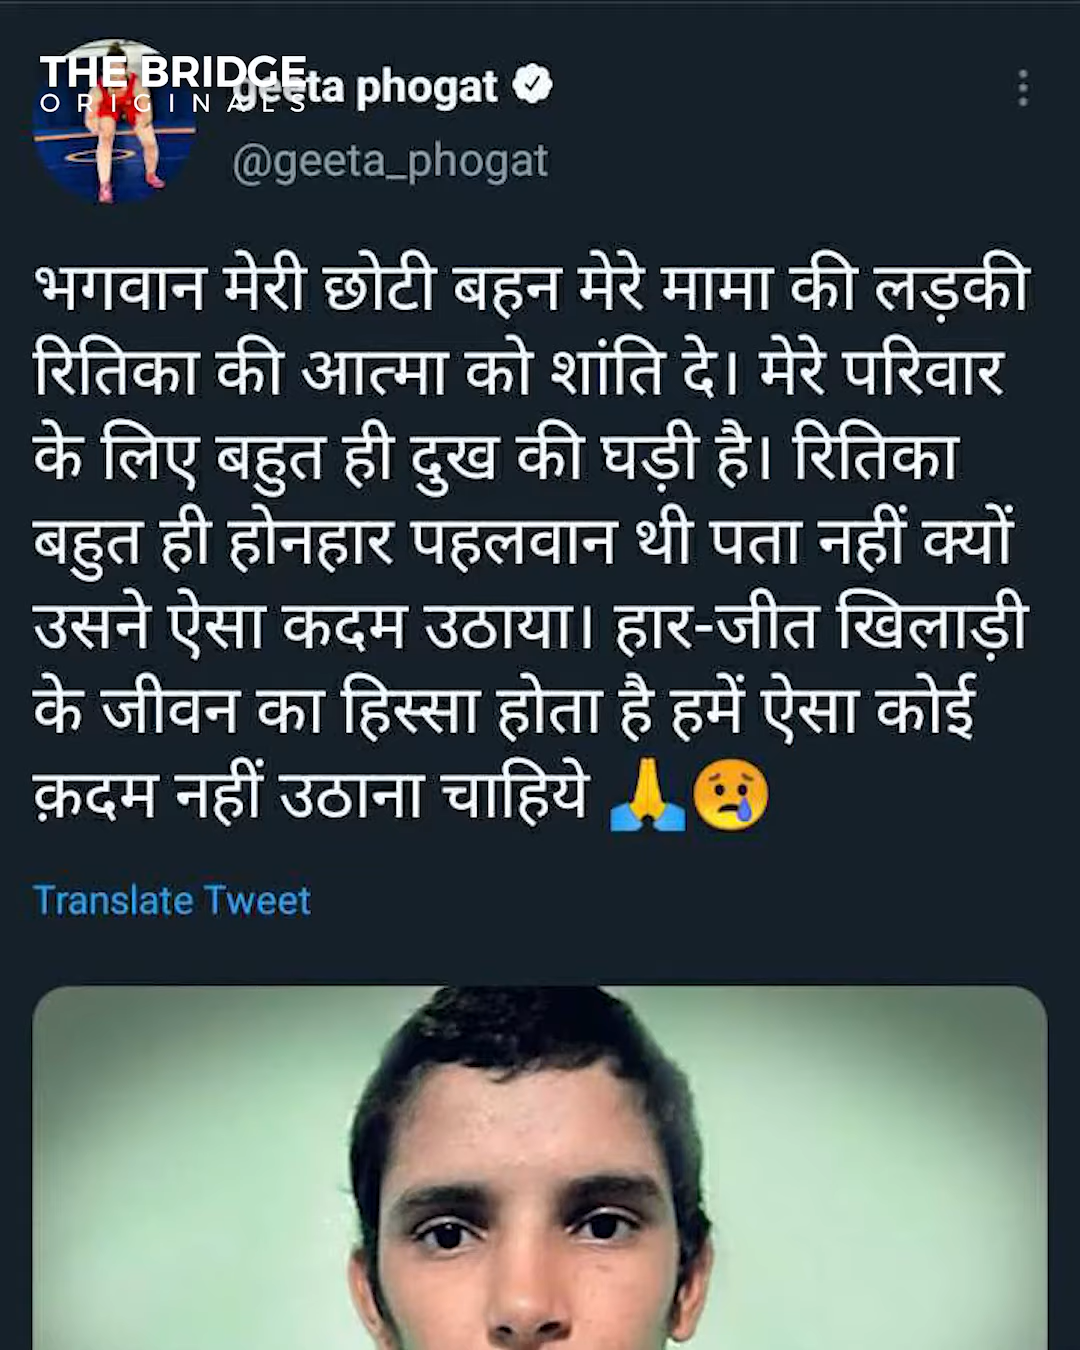 THE BRIDGE
ORIGINALS
geeta phogat
@geeta_phogat
भगवान मेरी छोटी बहन मेरे मामा की लड़की
रितिका की आत्मा को शांति दे। मेरे परिवार
के लिए बहुत ही दुख की घड़ी है। रितिका
बहुत ही होनहार पहलवान थी पता नहीं क्यों
उसने ऐसा कदम उठाया। हार-जीत खिलाड़ी
के जीवन का हिस्सा होता है हमें ऐसा कोई
क़दम नहीं उठाना चाहिये 🙏😢
Translate Tweet